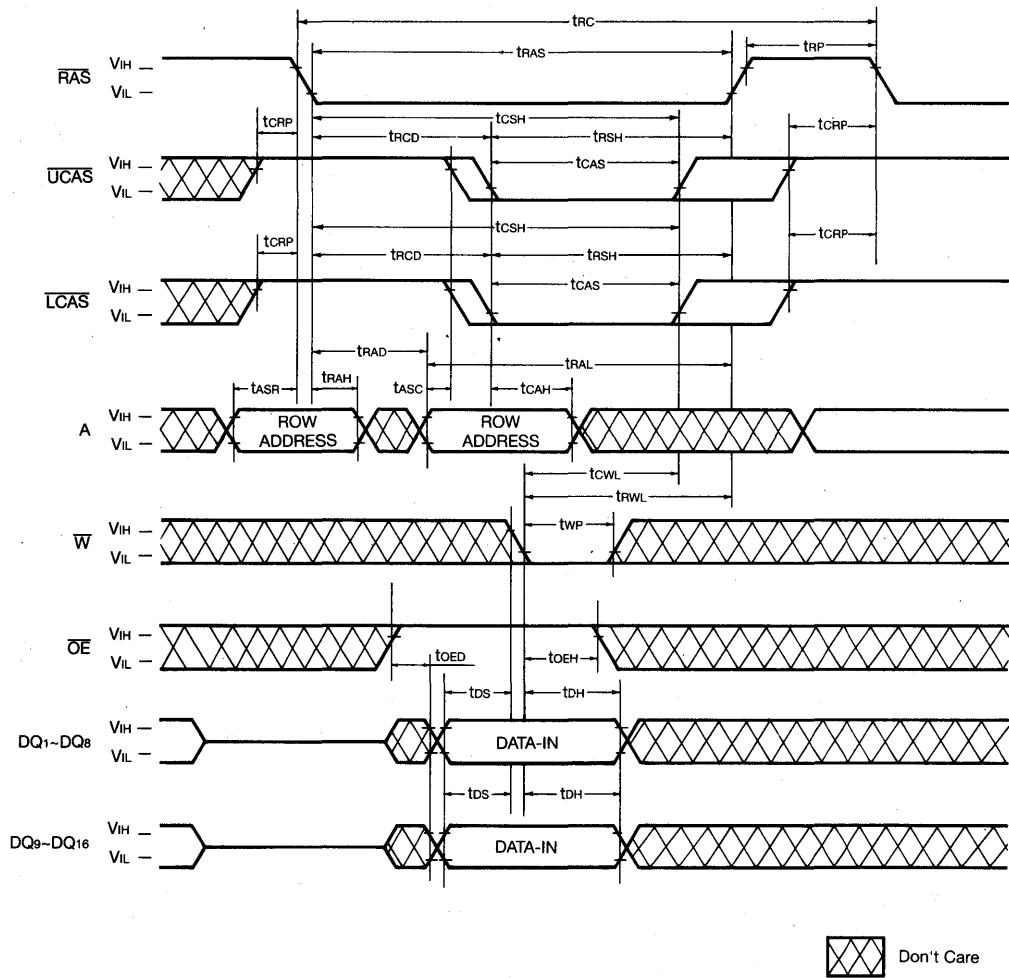 tRC
tRAS
tRP
RAS
VIH
VIL
tCRP
tCSH
tRCD
tRSH
tCRP
UCAS
VIH
VIL
tCAS
tCSH
tCRP
tRCD
tRSH
tCRP
LCAS
VIH
VIL
tCAS
tRAD
tRAL
tASR
tRAH
tASC
tCAH
A
VIH
VIL
ROW
ADDRESS
ROW
ADDRESS
tCWL
tRWL
W
VIH
VIL
tWP
OE
VIH
VIL
tOED
tOEH
tDS
tDH
DQ1~DQ8
VIH
VIL
DATA-IN
tDS
tDH
DQ9~DQ16
VIH
VIL
DATA-IN
Don't Care